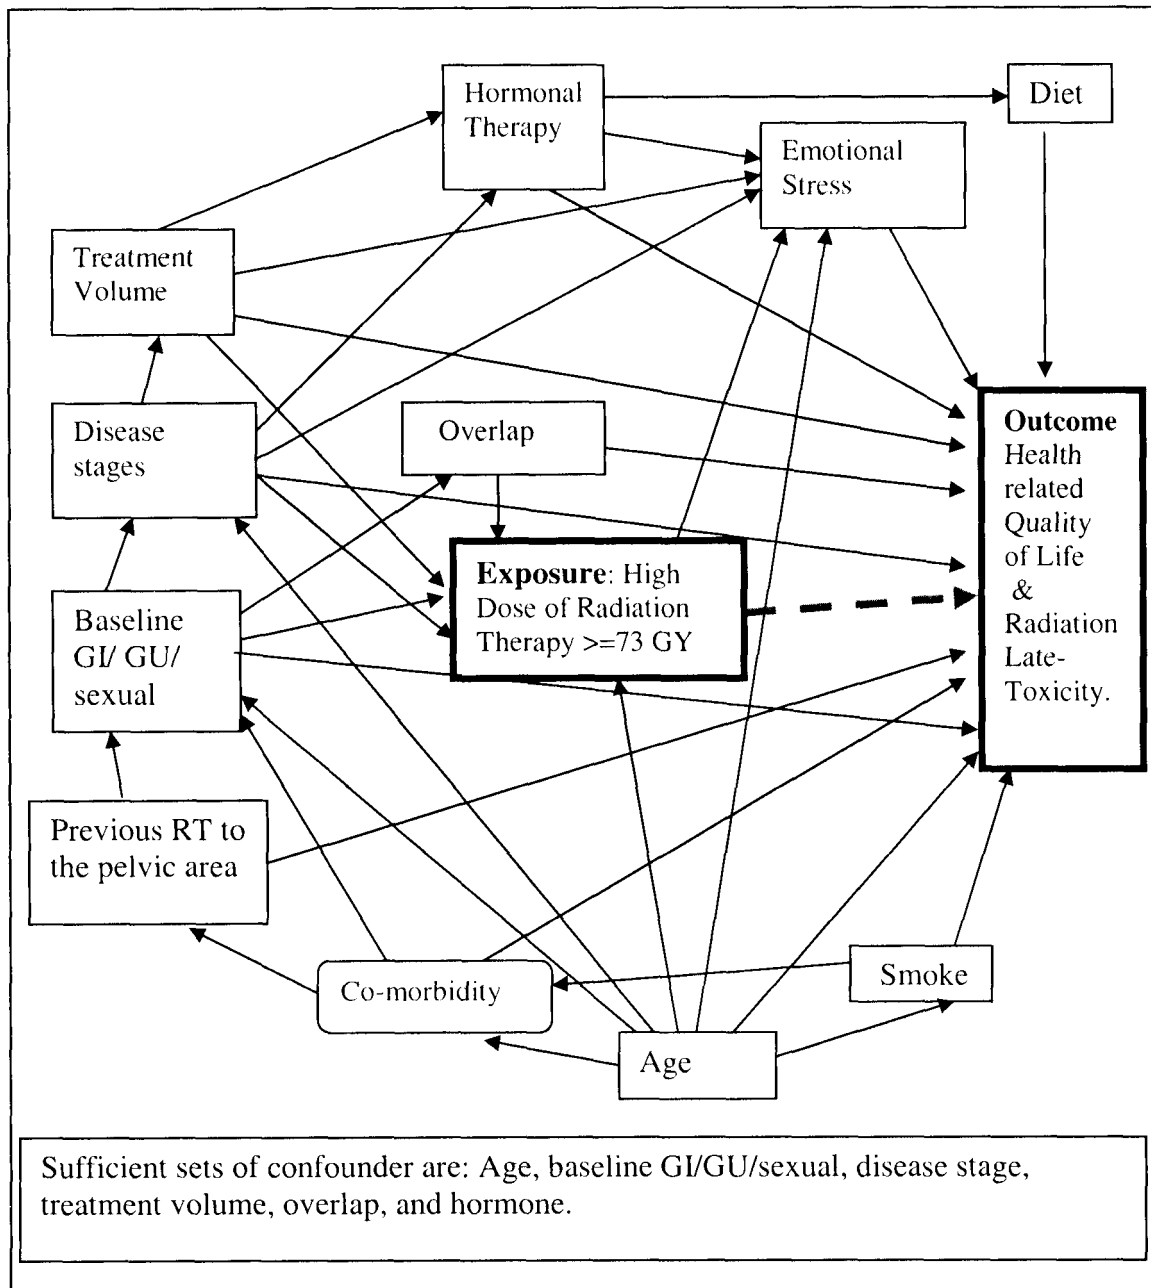 Hormonal
Therapy
Diet
Emotional
Stress
Treatment
Volume
Disease
stages
Overlap
Outcome
Health
related
Quality
of Life
&
Radiation
Late-
Toxicity.
Exposure: High
Dose of Radiation
Therapy >=73 GY
Baseline
GI/ GU/
sexual
Previous RT to
the pelvic area
Co-morbidity
Smoke
Age
Sufficient sets of confounder are: Age, baseline GI/GU/sexual, disease stage,
treatment volume, overlap, and hormone.